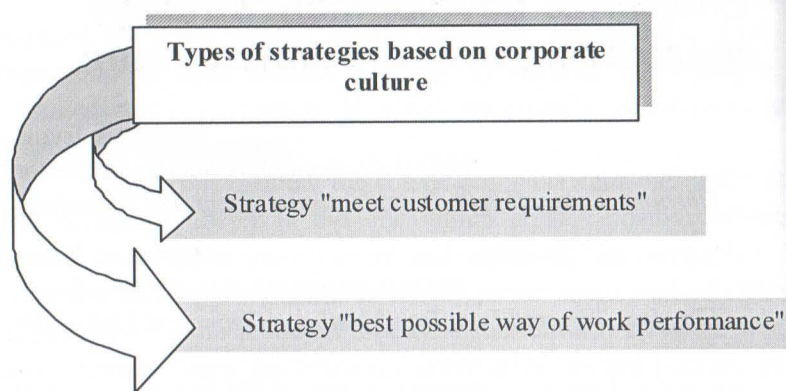 Types of strategies based on corporate
culture
Strategy "meet customer requirements"
Strategy "best possible way of work performance"